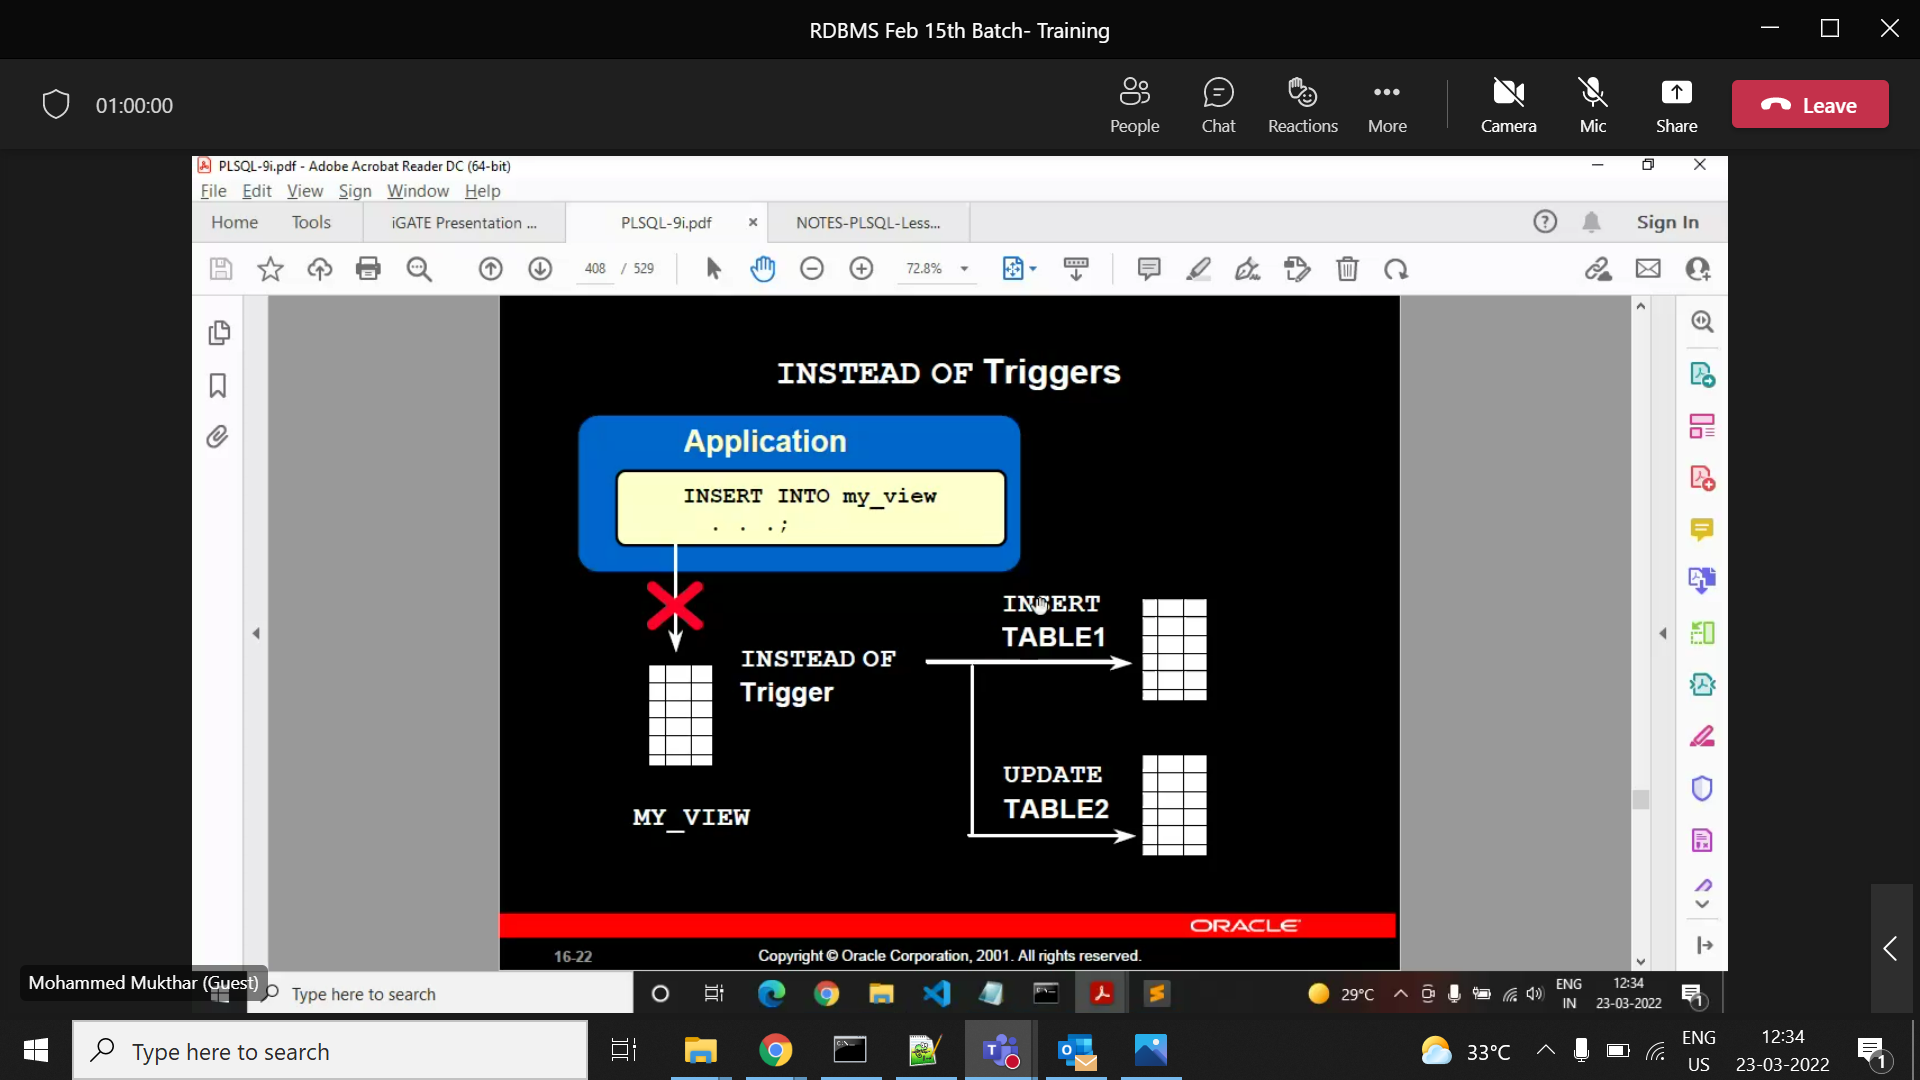 RDBMS Feb 15th Batch- Training
01:00:00
People
Chat
Reactions
More
Camera
Mic
Share
Leave
PLSQL-9i.pdf - Adobe Acrobat Reader DC (64-bit)
File Edit View Sign Window Help
Home Tools iGATE Presentation ... PLSQL-9i.pdf × NOTES-PLSQL-Less... Sign In
408 / 529 72.8%
INSTEAD OF Triggers
Application
INSERT INTO my_view
. . .;
INSERT
TABLE1
INSTEAD OF
Trigger
UPDATE
TABLE2
MY_VIEW
ORACLE
16-22 Copyright © Oracle Corporation, 2001. All rights reserved.
Mohammed Mukthar (Guest)
Type here to search
29°C
ENG
IN
12:34
23-03-2022
1
Type here to search
33°C
ENG
US
12:34
23-03-2022
1